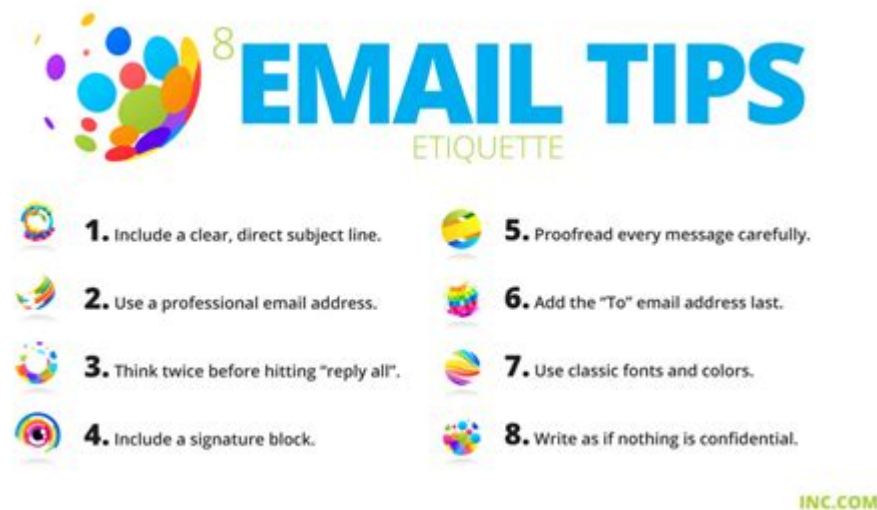 8 EMAIL TIPS
ETIQUETTE
1. Include a clear, direct subject line.
2. Use a professional email address.
3. Think twice before hitting “reply all”.
4. Include a signature block.
5. Proofread every message carefully.
6. Add the “To” email address last.
7. Use classic fonts and colors.
8. Write as if nothing is confidential.
INC.COM